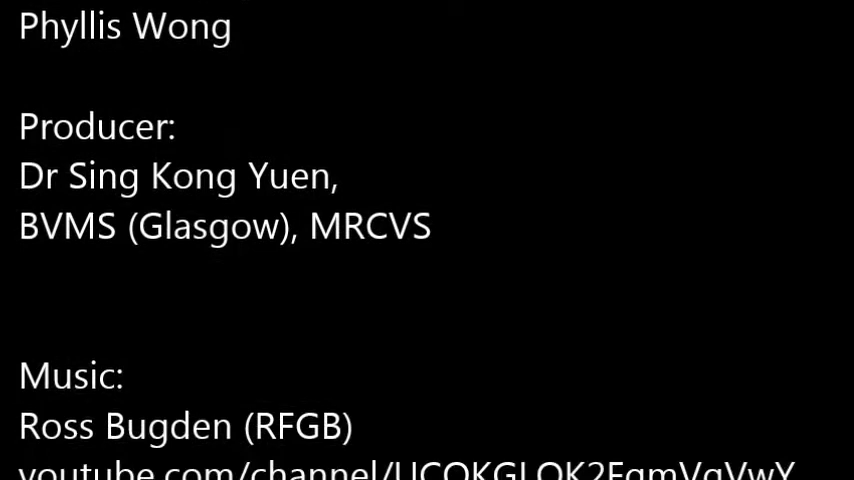 Phyllis Wong
Producer:
Dr Sing Kong Yuen,
BVMS (Glasgow), MRCVS
Music:
Ross Bugden (RFGB)